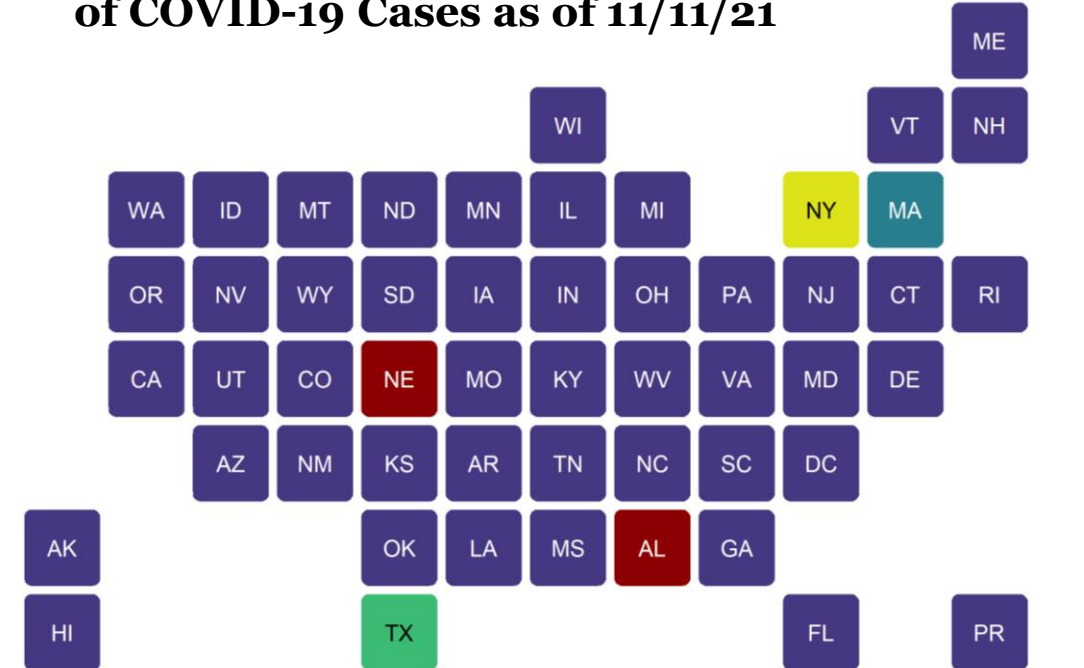 of COVID-19 Cases as of 11/11/21
ME
WI VT NH
WA ID MT ND MN IL MI NY MA
OR NV WY SD IA IN OH PA NJ CT RI
CA UT CO NE MO KY WV VA MD DE
AZ NM KS AR TN NC SC DC
AK OK LA MS AL GA
HI TX FL PR